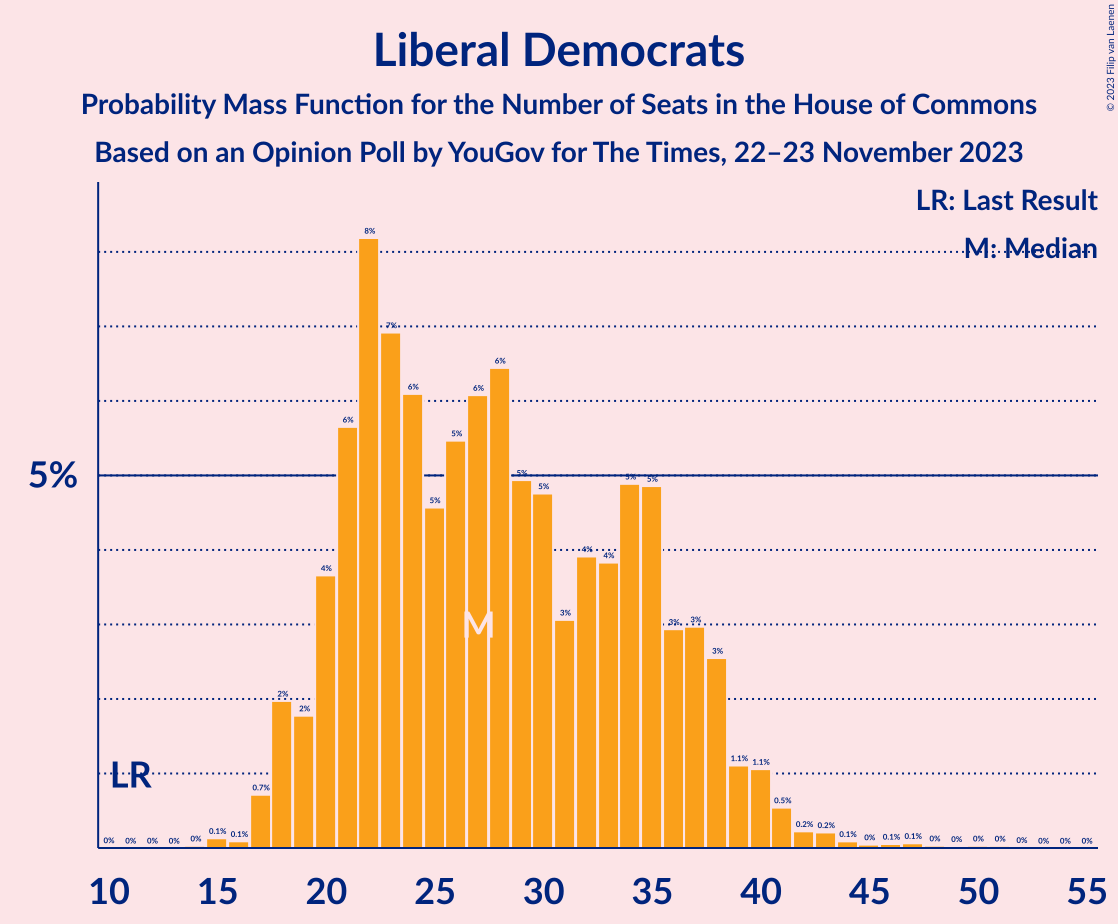 Liberal Democrats
Probability Mass Function for the Number of Seats in the House of Commons
Based on an Opinion Poll by YouGov for The Times, 22–23 November 2023
© 2023 Filip van Laenen
LR: Last Result
M: Median
5%
0% 0% 0% 0% 0% 0.1% 0.1% 0.7% 2% 2% 4% 6% 8% 7% 6% 5% 5% 6% 6% 5% 5% 3% 4% 4% 5% 5% 3% 3% 3% 1.1% 1.1% 0.5% 0.2% 0.2% 0.1% 0% 0.1% 0.1% 0% 0% 0% 0% 0% 0% 0% 0%
M
LR
10 15 20 25 30 35 40 45 50 55